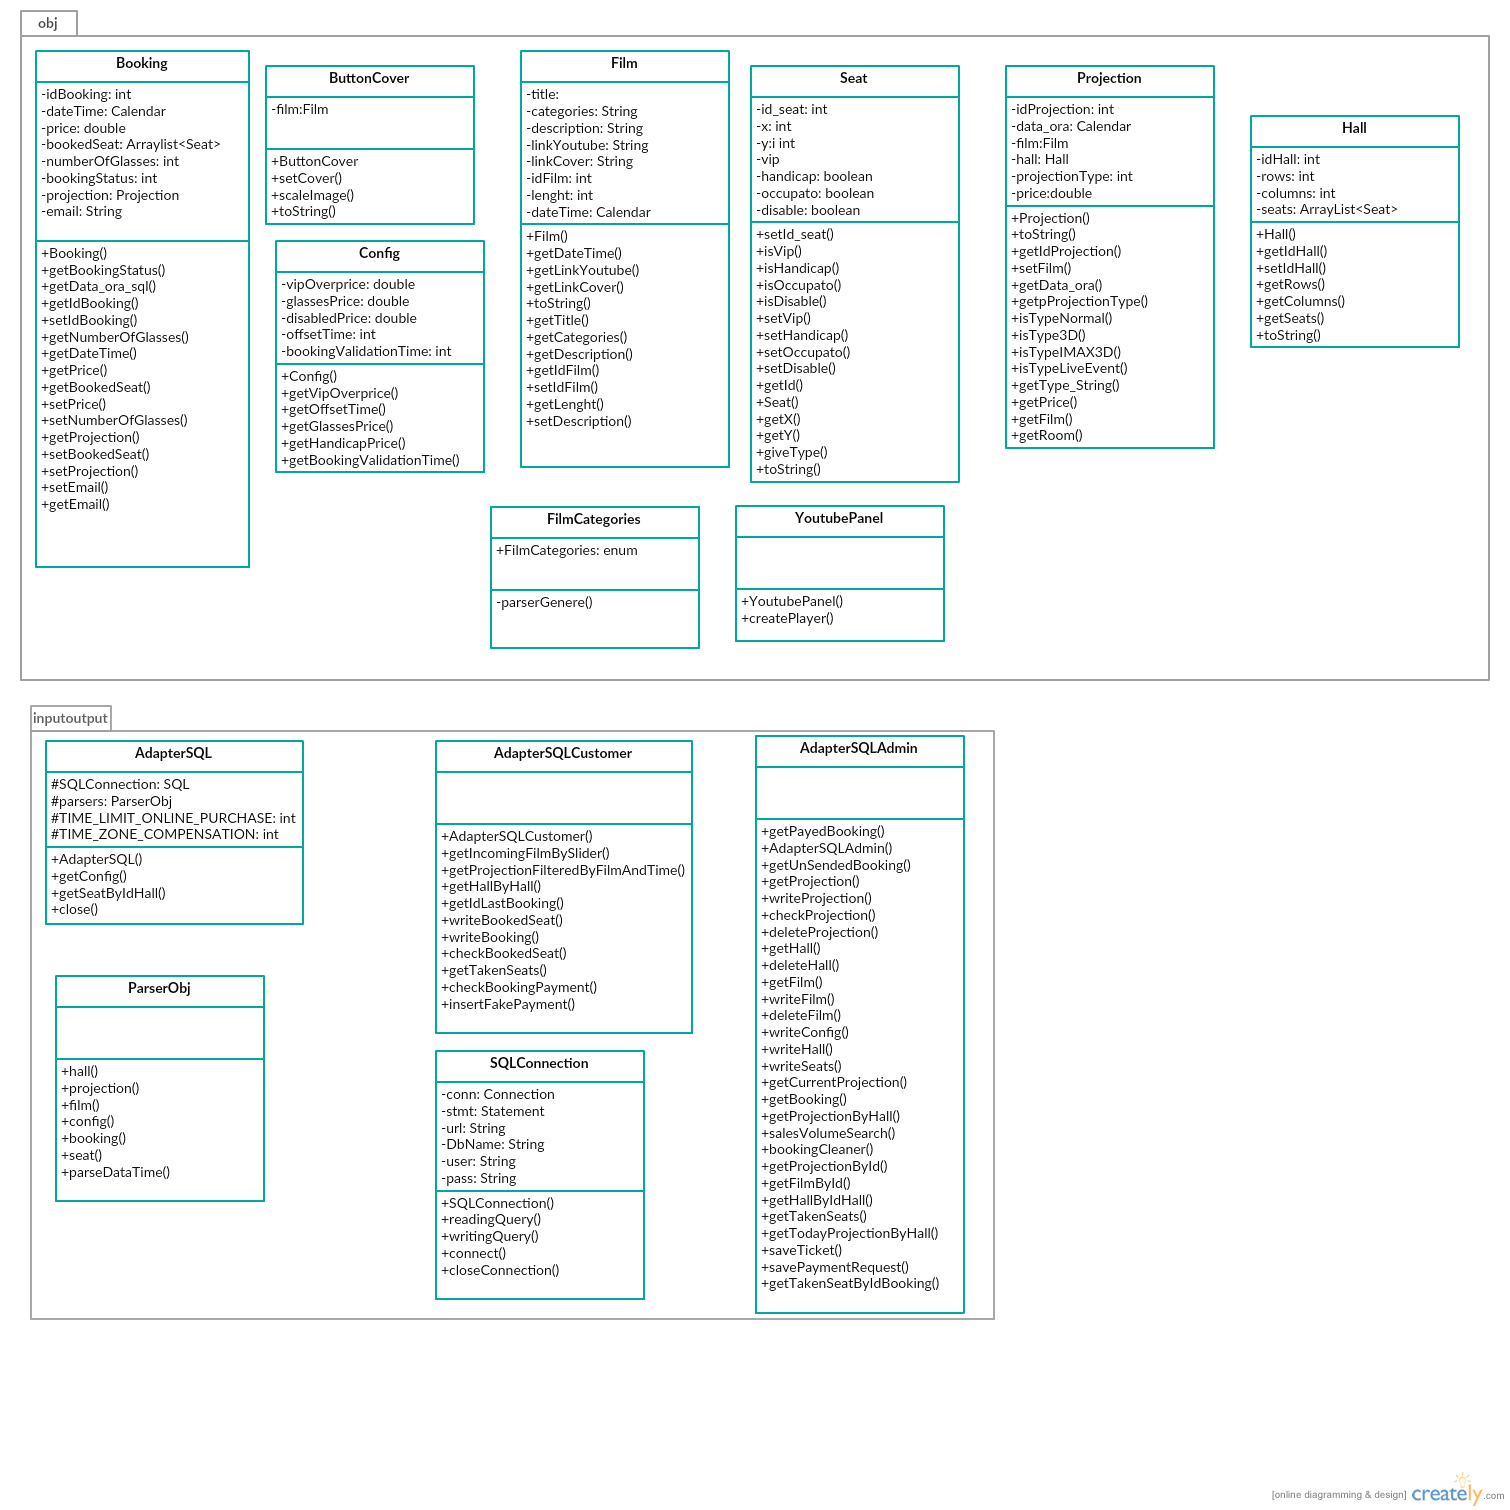 obj
Booking
-idBooking: int
-dateTime: Calendar
-price: double
-bookedSeat: Arraylist<Seat>
-numberOfGlasses: int
-bookingStatus: int
-projection: Projection
-email: String
+Booking()
+getBookingStatus()
+getData_ora_sql()
+getIdBooking()
+setIdBooking()
+getNumberOfGlasses()
+getDateTime()
+getPrice()
+getBookedSeat()
+setPrice()
+setNumberOfGlasses()
+getProjection()
+setBookedSeat()
+setProjection()
+setEmail()
+getEmail()
ButtonCover
-film:Film
+ButtonCover
+setCover()
+scaleImage()
+toString()
Config
-vipOverprice: double
-glassesPrice: double
-disabledPrice: double
-offsetTime: int
-bookingValidationTime: int
+Config()
+getVipOverprice()
+getOffsetTime()
+getGlassesPrice()
+getHandicapPrice()
+getBookingValidationTime()
Film
-title:
-categories: String
-description: String
-linkYoutube: String
-linkCover: String
-idFilm: int
-lenght: int
-dateTime: Calendar
+Film()
+getDateTime()
+getLinkYoutube()
+getLinkCover()
+toString()
+getTitle()
+getCategories()
+getDescription()
+getIdFilm()
+setIdFilm()
+getLenght()
+setDescription()
Seat
-id_seat: int
-x: int
-y:i int
-vip
-handicap: boolean
-occupato: boolean
-disable: boolean
+setId_seat()
+isVip()
+isHandicap()
+isOccupato()
+isDisable()
+setVip()
+setHandicap()
+setOccupato()
+setDisable()
+getId()
+Seat()
+getX()
+getY()
+giveType()
+toString()
Projection
-idProjection: int
-data_ora: Calendar
-film:Film
-hall: Hall
-projectionType: int
-price:double
+Projection()
+toString()
+getIdProjection()
+setFilm()
+getData_ora()
+getpProjectionType()
+isTypeNormal()
+isType3D()
+isTypeIMAX3D()
+isTypeLiveEvent()
+getType_String()
+getPrice()
+getFilm()
+getRoom()
Hall
-idHall: int
-rows: int
-columns: int
-seats: ArrayList<Seat>
+Hall()
+getIdHall()
+setIdHall()
+getRows()
+getColumns()
+getSeats()
+toString()
FilmCategories
+FilmCategories: enum
-parserGenere()
YoutubePanel
+YoutubePanel()
+createPlayer()
inputoutput
AdapterSQL
#SQLConnection: SQL
#parsers: ParserObj
#TIME_LIMIT_ONLINE_PURCHASE: int
#TIME_ZONE_COMPENSATION: int
+AdapterSQL()
+getConfig()
+getSeatByIdHall()
+close()
ParserObj
+hall()
+projection()
+film()
+config()
+booking()
+seat()
+parseDataTime()
AdapterSQLCustomer
+AdapterSQLCustomer()
+getIncomingFilmBySlider()
+getProjectionFilteredByFilmAndTime()
+getHallByHall()
+getIdLastBooking()
+writeBookedSeat()
+writeBooking()
+checkBookedSeat()
+getTakenSeats()
+checkBookingPayment()
+insertFakePayment()
SQLConnection
-conn: Connection
-stmt: Statement
-url: String
-DbName: String
-user: String
-pass: String
+SQLConnection()
+readingQuery()
+writingQuery()
+connect()
+closeConnection()
AdapterSQLAdmin
+getPayedBooking()
+AdapterSQLAdmin()
+getUnSendedBooking()
+getProjection()
+writeProjection()
+checkProjection()
+deleteProjection()
+getHall()
+deleteHall()
+getFilm()
+writeFilm()
+deleteFilm()
+writeConfig()
+writeHall()
+writeSeats()
+getCurrentProjection()
+getBooking()
+getProjectionByHall()
+salesVolumeSearch()
+bookingCleaner()
+getProjectionById()
+getFilmById()
+getHallByIdHall()
+getTakenSeats()
+getTodayProjectionByHall()
+saveTicket()
+savePaymentRequest()
+getTakenSeatByIdBooking()
[online diagramming & design] creately.com